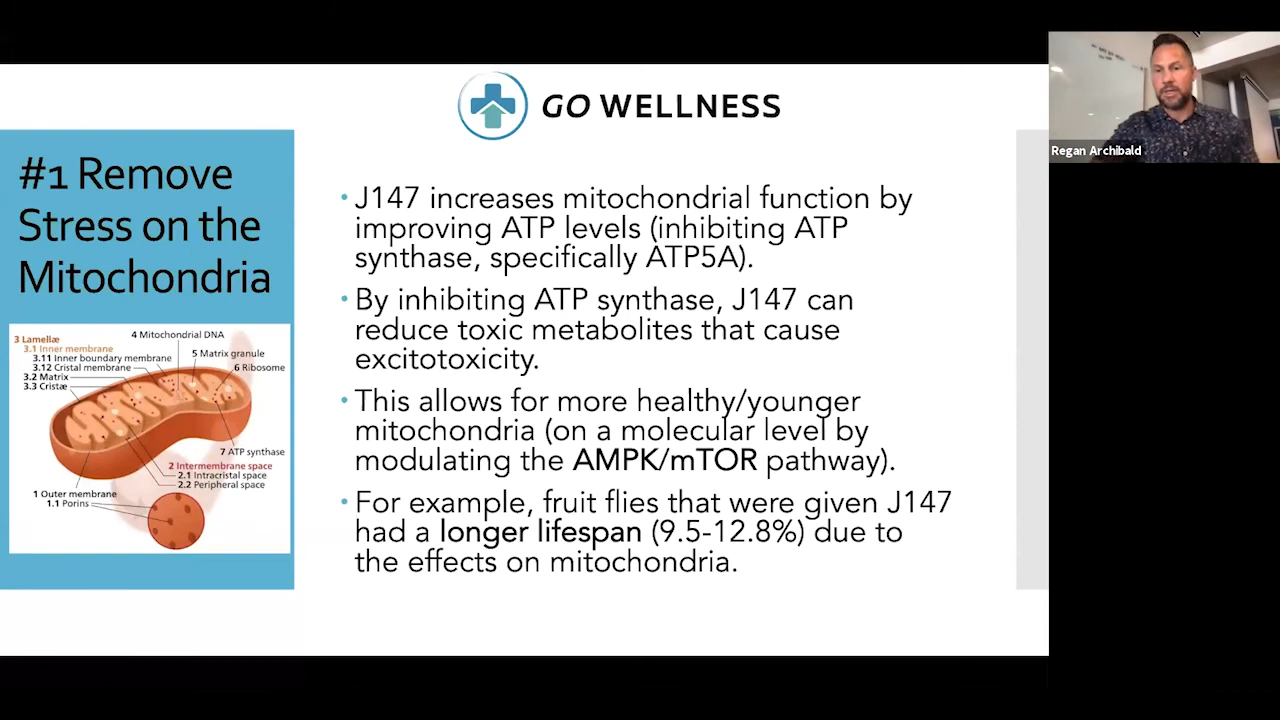 GO WELLNESS
Regan Archibald
#1 Remove
Stress on the
Mitochondria
• J147 increases mitochondrial function by
improving ATP levels (inhibiting ATP
synthase, specifically ATP5A).
• By inhibiting ATP synthase, J147 can
reduce toxic metabolites that cause
excitotoxicity.
• This allows for more healthy/younger
mitochondria (on a molecular level by
modulating the AMPK/mTOR pathway).
• For example, fruit flies that were given J147
had a longer lifespan (9.5-12.8%) due to
the effects on mitochondria.
3 Lamellæ
3.1 Inner membrane
3.11 Inner boundary membrane
3.12 Cristal membrane
3.2 Matrix
3.3 Cristæ
4 Mitochondrial DNA
5 Matrix granule
6 Ribosome
7 ATP synthase
2 Intermembrane space
2.1 Intracristal space
2.2 Peripheral space
1 Outer membrane
1.1 Porins